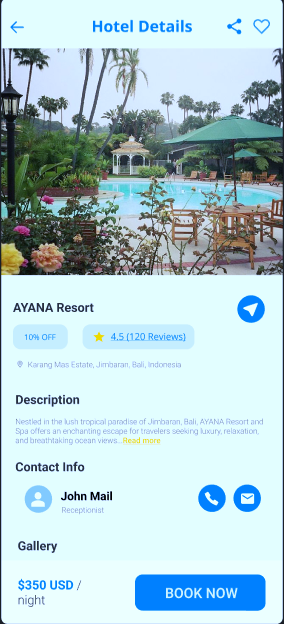 Hotel Details
AYANA Resort
10% OFF
4,5 (120 Reviews)
Karang Mas Estate, Jimbaran, Bali, Indonesia
Description
Nestled in the lush tropical paradise of Jimbaran, Bali, AYANA Resort and
Spa offers an enchanting escape for travelers seeking luxury, relaxation,
and breathtaking ocean views...Read more
Contact Info
John Mail
Receptionist
Gallery
$350 USD /
night
BOOK NOW